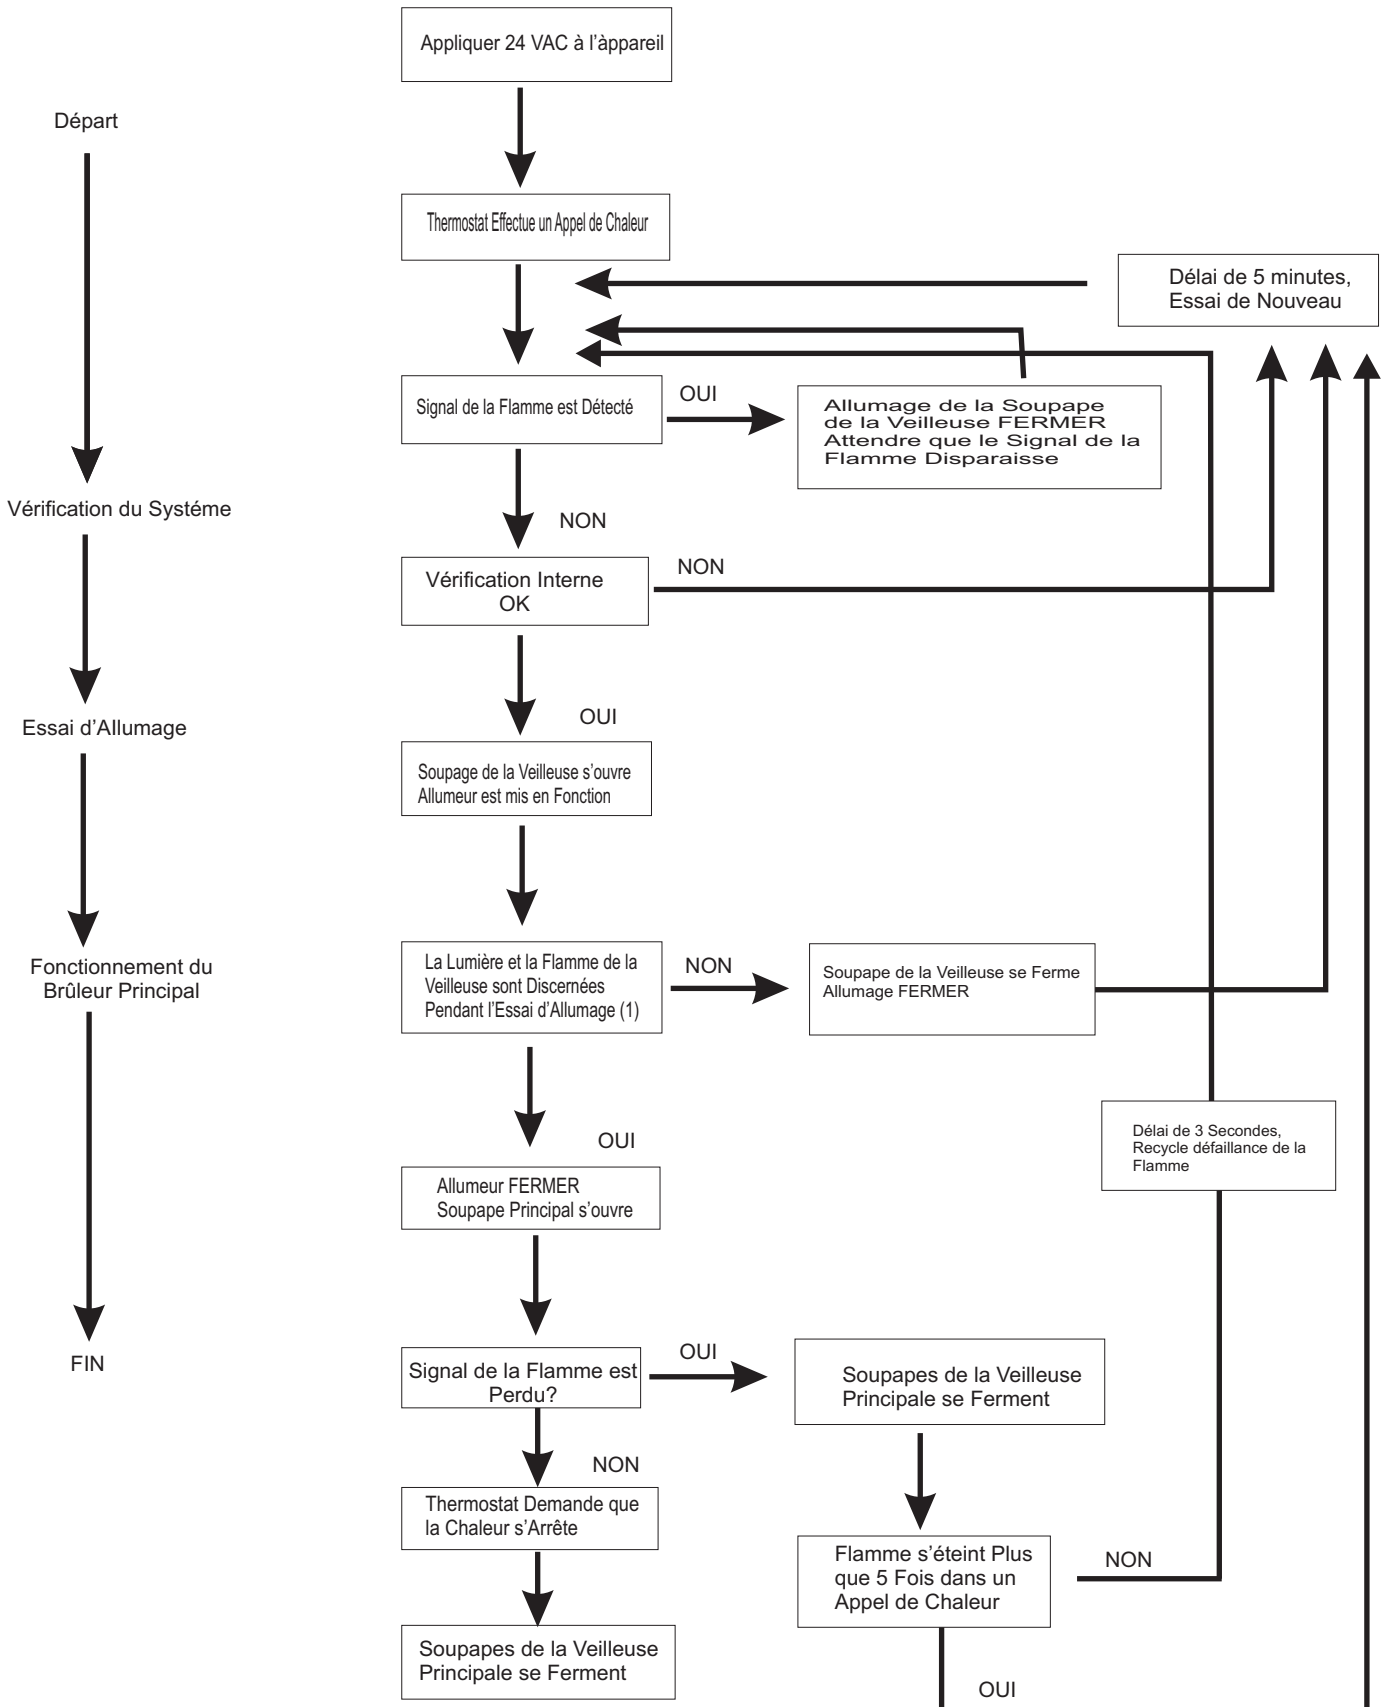 Appliquer 24 VAC à l'àppareil
Départ
Thermostat Effectue un Appel de Chaleur
Délai de 5 minutes,
Essai de Nouveau
Signal de la Flamme est Détecté
OUI
Allumage de la Soupape
de la Veilleuse FERMER
Attendre que le Signal de la
Flamme Disparaisse
Vérification du Systéme
NON
Vérification Interne
OK
NON
Essai d'Allumage
OUI
Soupage de la Veilleuse s'ouvre
Allumeur est mis en Fonction
Fonctionnement du
Brûleur Principal
La Lumière et la Flamme de la
Veilleuse sont Discernées
Pendant l'Essai d'Allumage (1)
NON
Soupape de la Veilleuse se Ferme
Allumage FERMER
OUI
Délai de 3 Secondes,
Recycle défaillance de la
Flamme
Allumeur FERMER
Soupape Principal s'ouvre
FIN
Signal de la Flamme est
Perdu?
OUI
Soupapes de la Veilleuse
Principale se Ferment
NON
Thermostat Demande que
la Chaleur s'Arrête
Flamme s'éteint Plus
que 5 Fois dans un
Appel de Chaleur
NON
Soupapes de la Veilleuse
Principale se Ferment
OUI